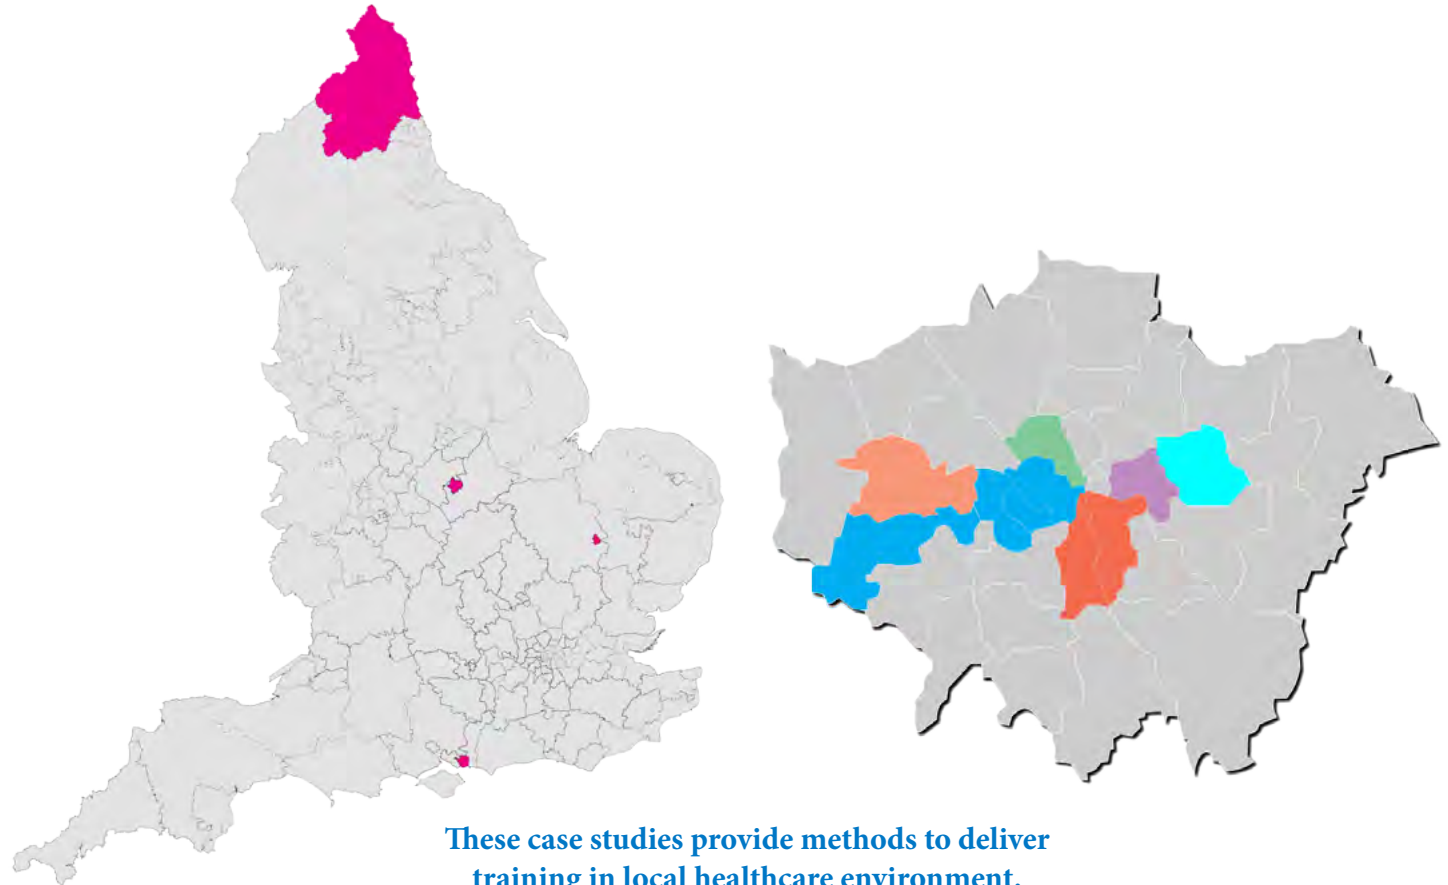 These case studies provide methods to deliver
training in local healthcare environment.